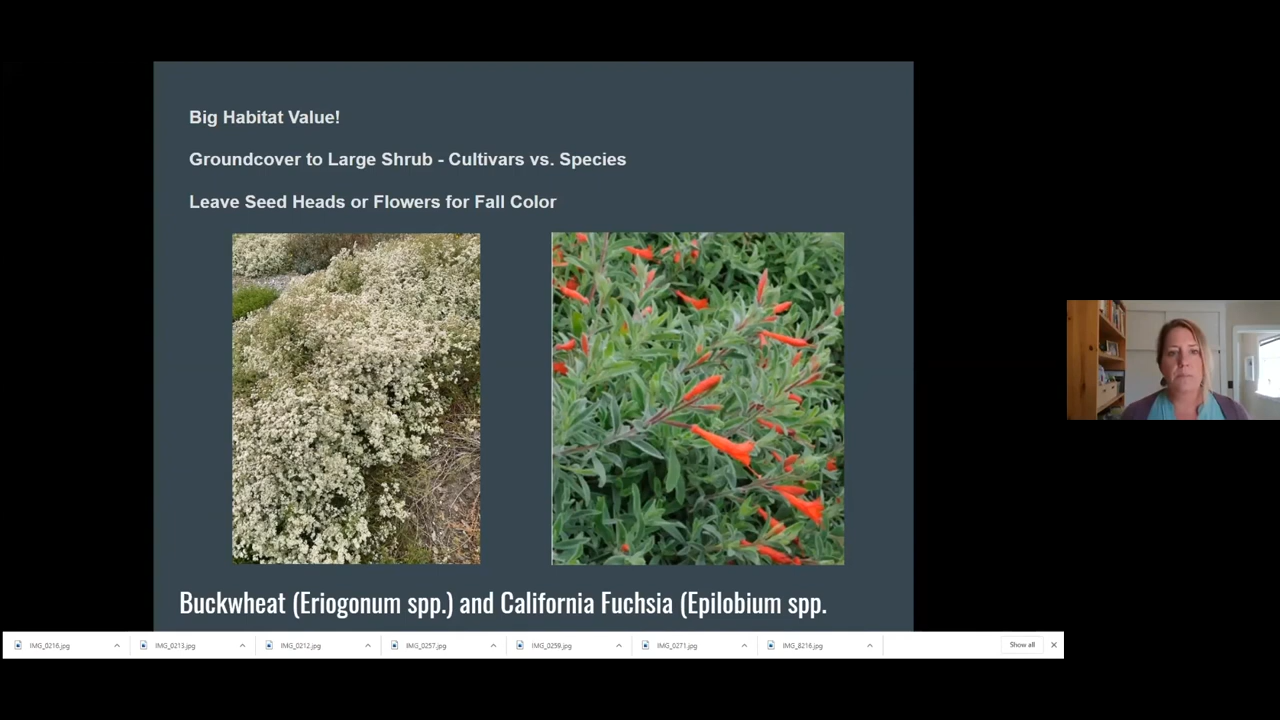 Big Habitat Value!
Groundcover to Large Shrub - Cultivars vs. Species
Leave Seed Heads or Flowers for Fall Color
Buckwheat (Eriogonum spp.) and California Fuchsia (Epilobium spp.
IMG_0216.jpg IMG_0213.jpg IMG_0212.jpg IMG_0257.jpg IMG_0259.jpg IMG_0271.jpg IMG_8216.jpg Show all